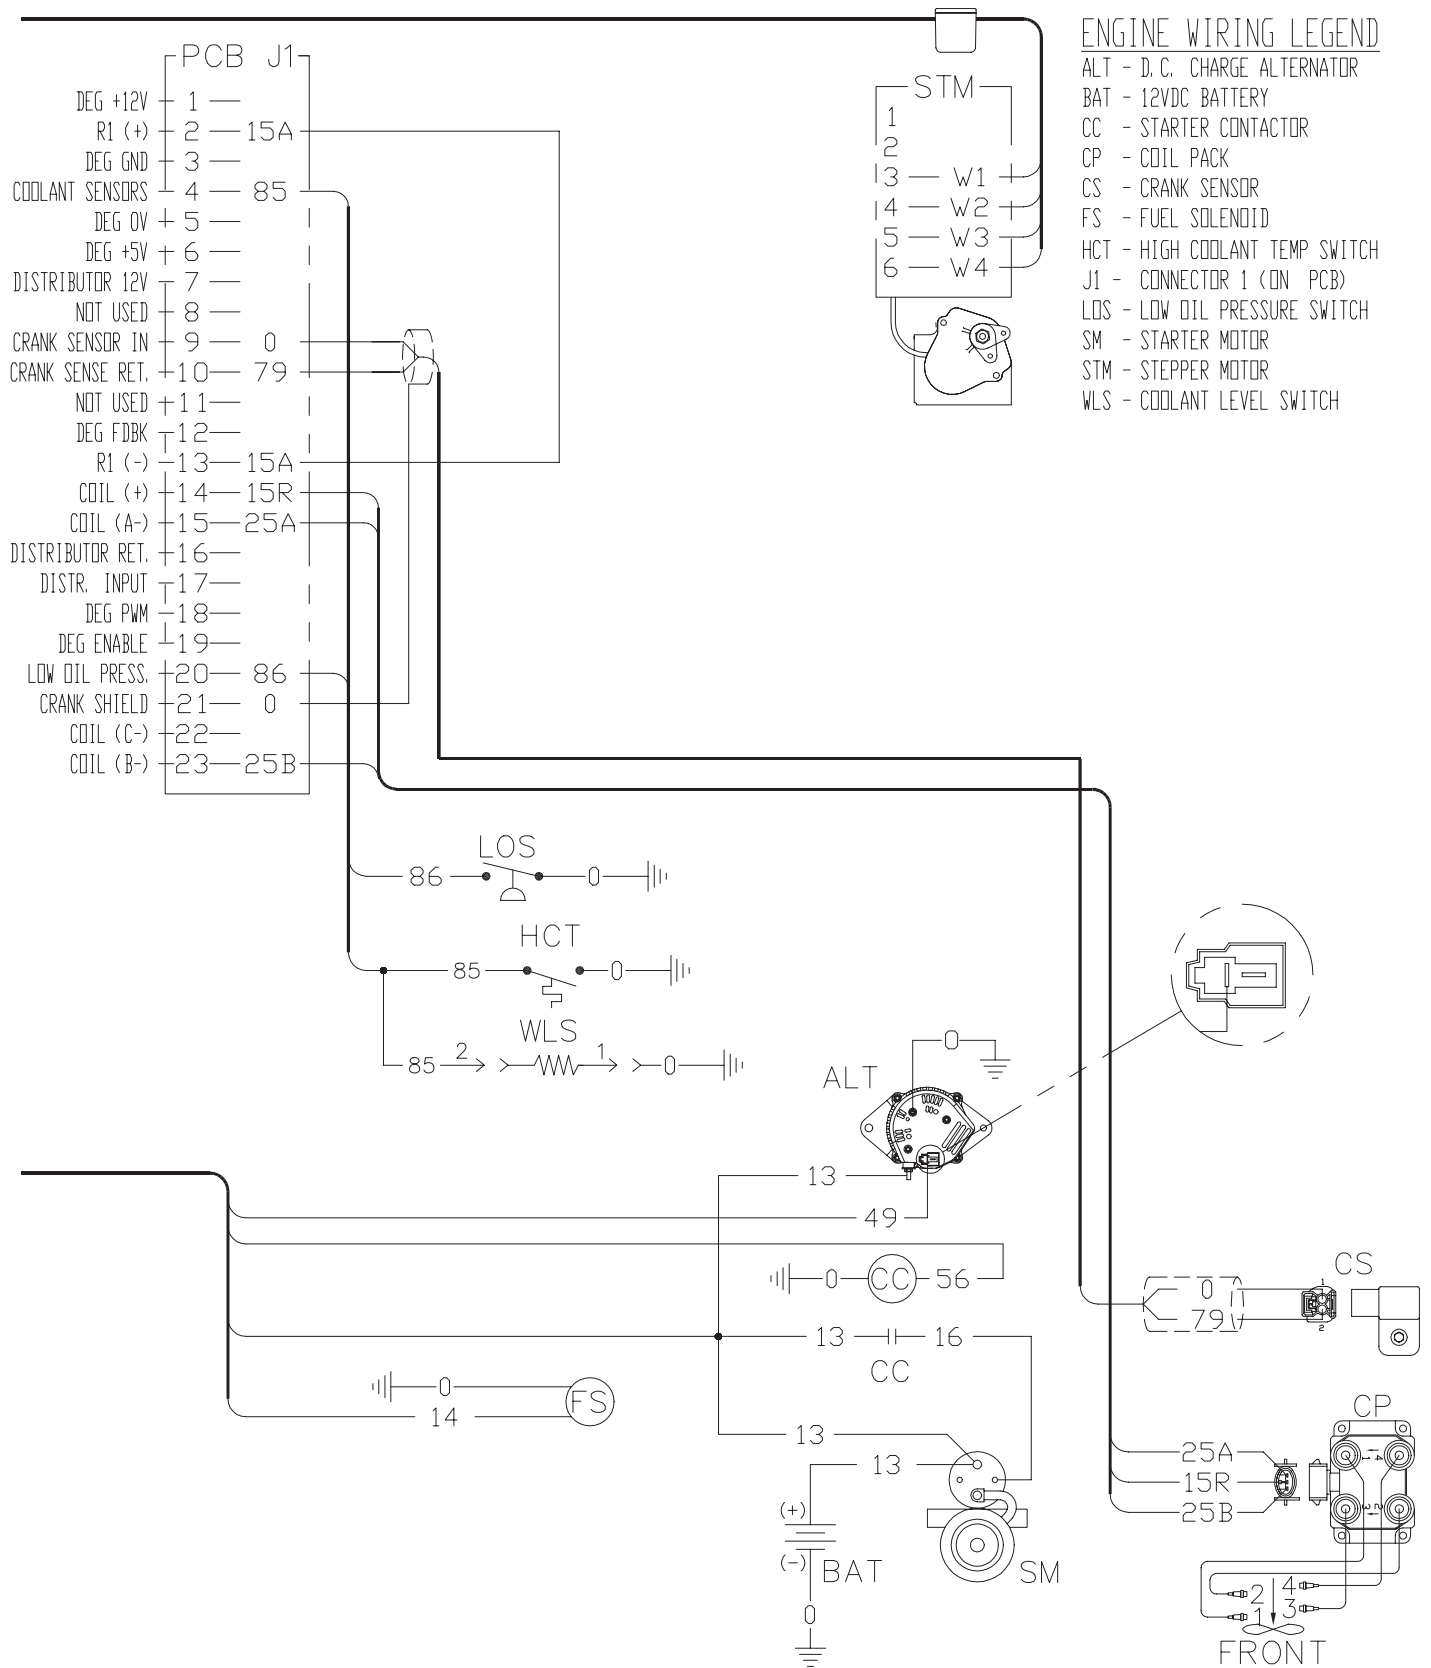 ENGINE WIRING LEGEND
ALT - D.C. CHARGE ALTERNATOR
BAT - 12VDC BATTERY
CC - STARTER CONTACTOR
CP - COIL PACK
CS - CRANK SENSOR
FS - FUEL SOLENOID
HCT - HIGH COOLANT TEMP SWITCH
J1 - CONNECTOR 1 (ON PCB)
LOS - LOW OIL PRESSURE SWITCH
SM - STARTER MOTOR
STM - STEPPER MOTOR
WLS - COOLANT LEVEL SWITCH
PCB J1
DEG +12V 1
R1 (+) 2 15A
DEG GND 3
COOLANT SENSORS 4 85
DEG 0V 5
DEG +5V 6
DISTRIBUTOR 12V 7
NOT USED 8
CRANK SENSOR IN 9 0
CRANK SENSE RET. 10 79
NOT USED 11
DEG FDBK 12
R1 (-) 13 15A
COIL (+) 14 15R
COIL (A-) 15 25A
DISTRIBUTOR RET. 16
DISTR. INPUT 17
DEG PWM 18
DEG ENABLE 19
LOW OIL PRESS. 20 86
CRANK SHIELD 21 0
COIL (C-) 22
COIL (B-) 23 25B
STM
1
2
3 W1
4 W2
5 W3
6 W4
LOS
86 0
HCT
85 0
WLS
85 2 1 0
ALT
0
13
49
0 CC 56
13 16
CC
0
14
FS
13
13
(+)
(-)
BAT
SM
0
CS
0
79
1
2
CP
25A
15R
25B
1 4
3 2
2 4
1 3
FRONT